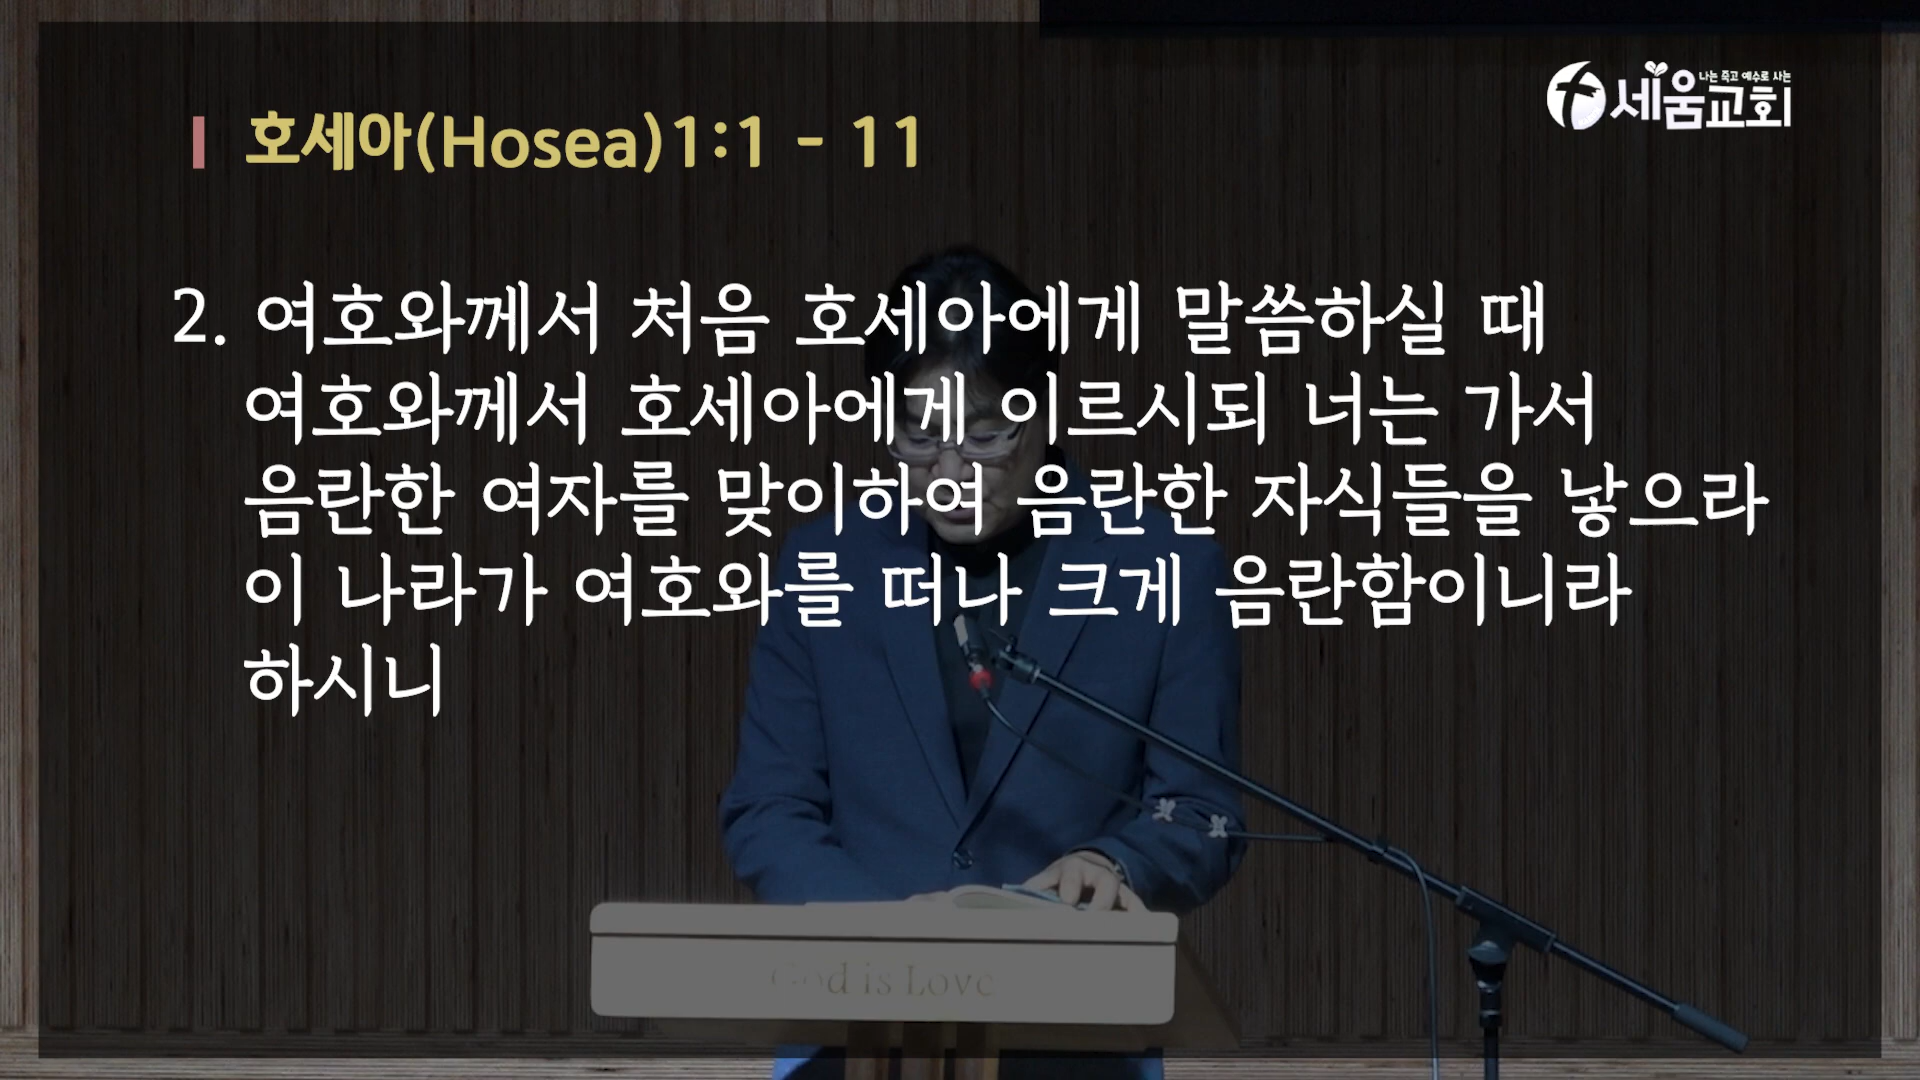 나는 죽고 예수로 사는
세움교회
호세아(Hosea)1:1 - 11
2. 여호와께서 처음 호세아에게 말씀하실 때
여호와께서 호세아에게 이르시되 너는 가서
음란한 여자를 맞이하여 음란한 자식들을 낳으라
이 나라가 여호와를 떠나 크게 음란함이니라
하시니
God is Love